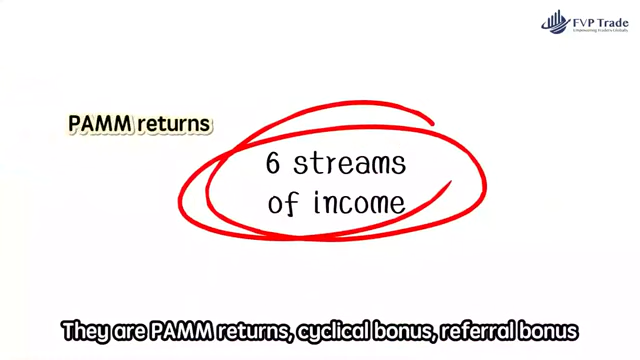 FVP Trade
Empowering Traders Globally
PAMM returns
6 streams
of income
They are PAMM returns, cyclical bonus, referral bonus